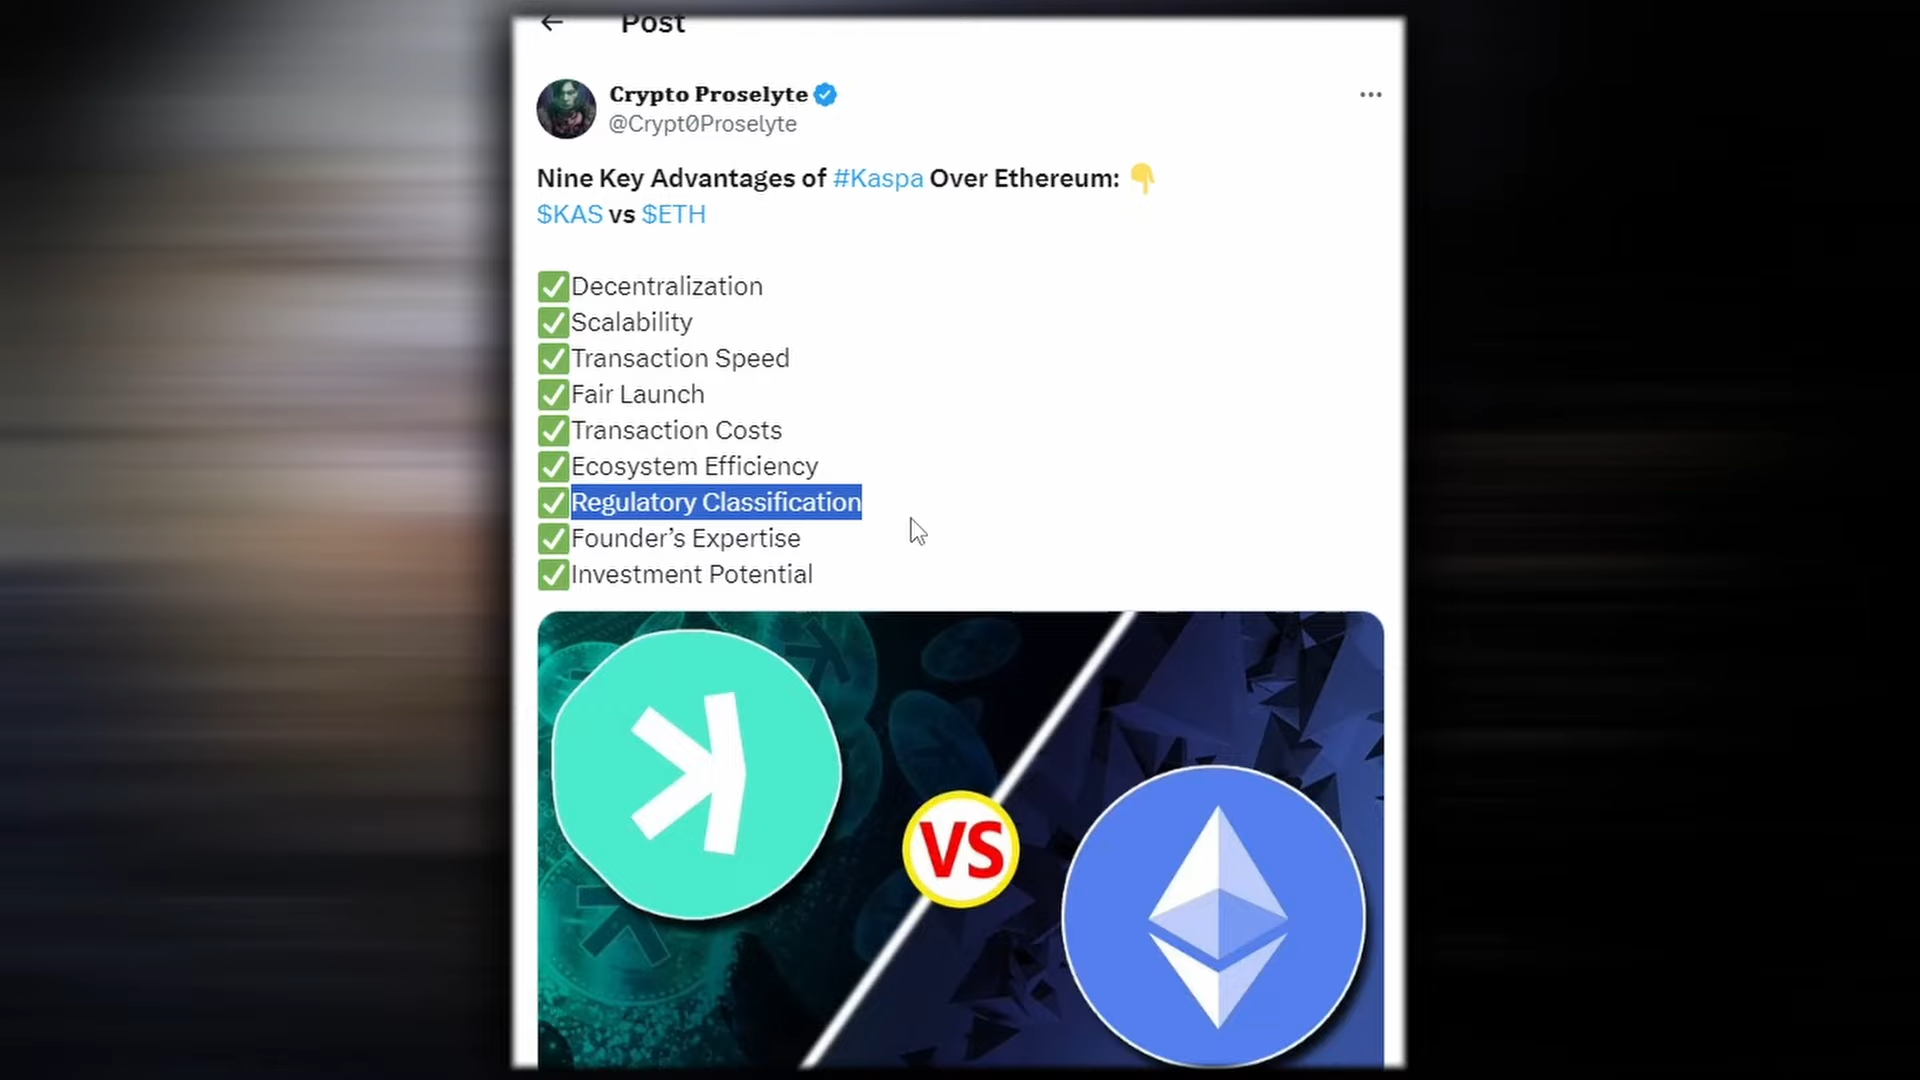 Post
Crypto Proselyte
@Crypt0Proselyte
Nine Key Advantages of #Kaspa Over Ethereum: 👇
$KAS vs $ETH
✅Decentralization
✅Scalability
✅Transaction Speed
✅Fair Launch
✅Transaction Costs
✅Ecosystem Efficiency
✅Regulatory Classification
✅Founder’s Expertise
✅Investment Potential
VS